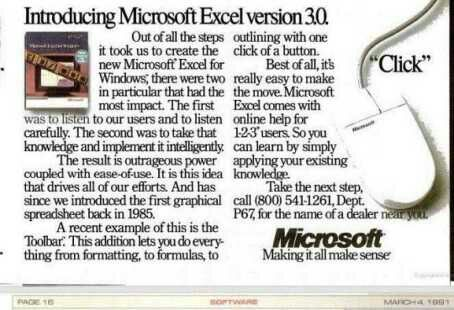 Introducing Microsoft Excel version 3.0.
Out of all the steps
it took us to create the
new Microsoft® Excel for
Windows™, there were two
in particular that had the
most impact. The first
was to listen to our users and to listen
carefully. The second was to take that
knowledge and implement it intelligently.
The result is outrageous power
coupled with ease-of-use. It is this idea
that drives all of our efforts. And has
since we introduced the first graphical
spreadsheet back in 1985.
A recent example of this is the
Toolbar™. This addition lets you do every-
thing from formatting, to formulas, to
outlining with one
click of a button.
Best of all, it's
really easy to make
the move. Microsoft
Excel comes with
online help for
1-2-3® users. So you
can learn by simply
applying your existing
knowledge.
Take the next step,
call (800) 541-1261, Dept.
P67, for the name of a dealer near you.
"Click"
Microsoft
Microsoft®
Making it all make sense™
PAGE 16
SOFTWARE
MARCH 4, 1991